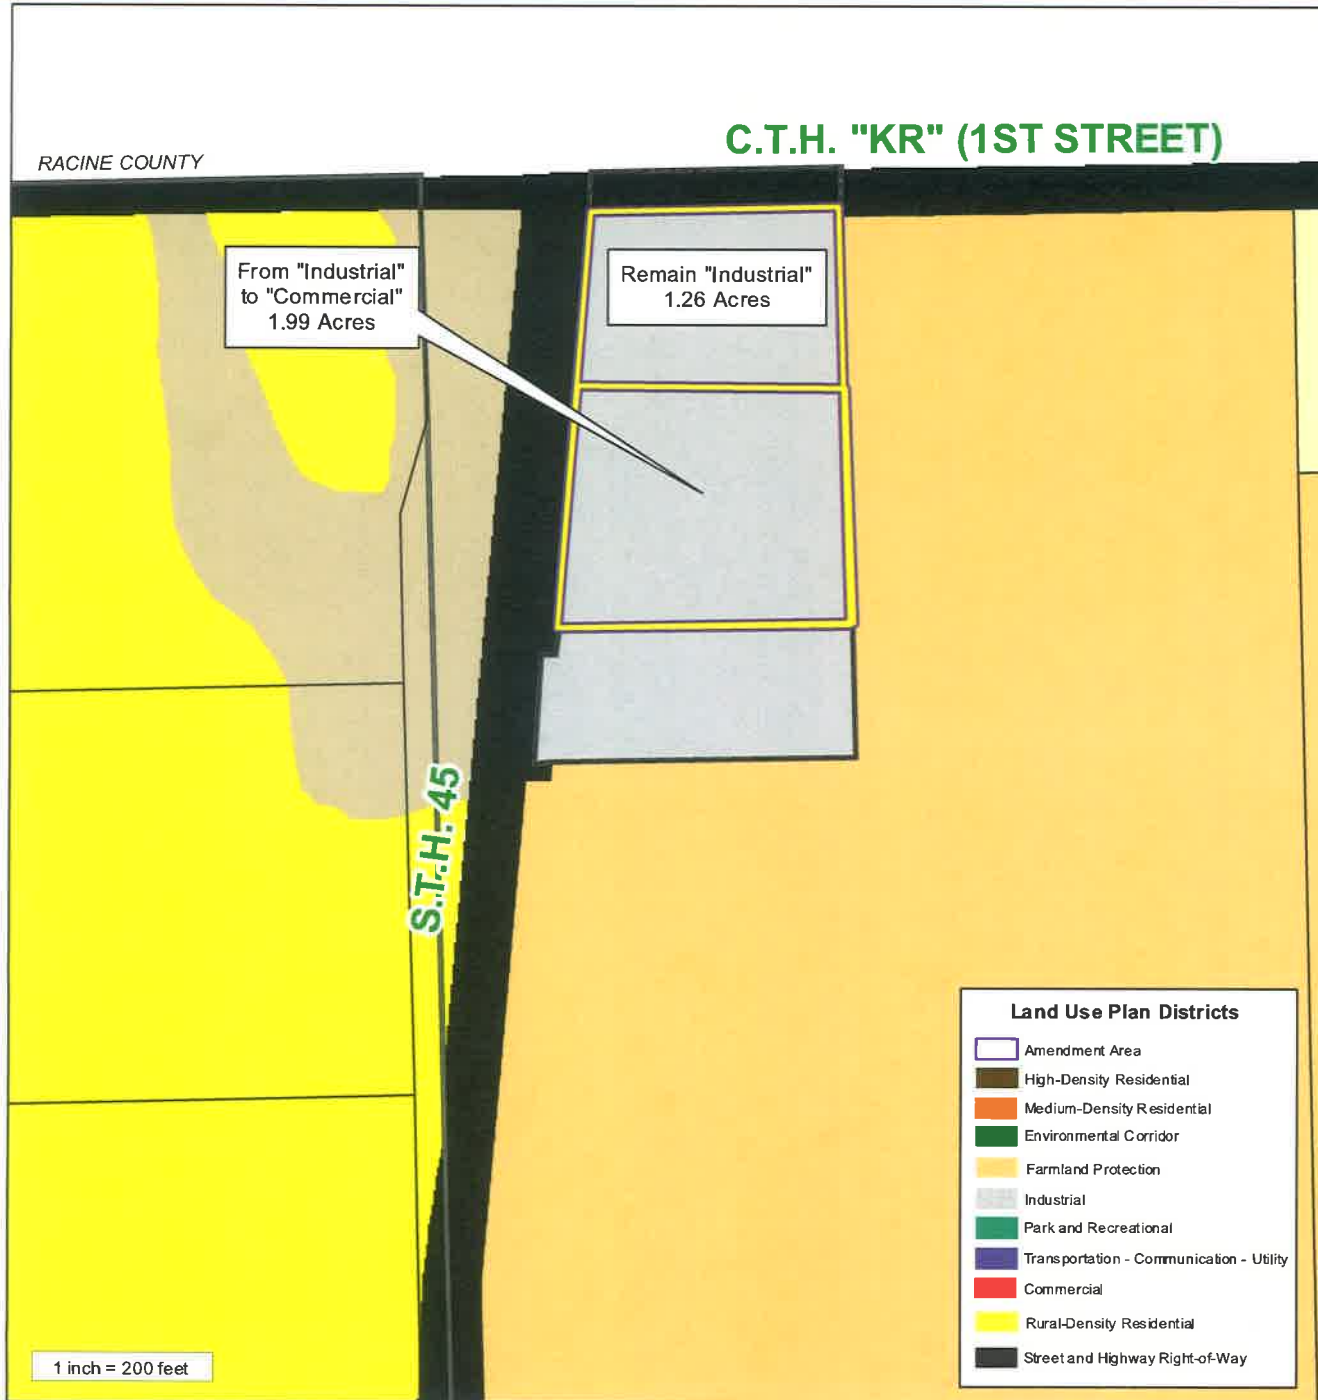 C.T.H. "KR" (1ST STREET)
RACINE COUNTY
From "Industrial"
to "Commercial"
1.99 Acres
Remain "Industrial"
1.26 Acres
S.T.H. 45
Land Use Plan Districts
Amendment Area
High-Density Residential
Medium-Density Residential
Environmental Corridor
Farmland Protection
Industrial
Park and Recreational
Transportation - Communication - Utility
Commercial
Rural-Density Residential
Street and Highway Right-of-Way
1 inch = 200 feet